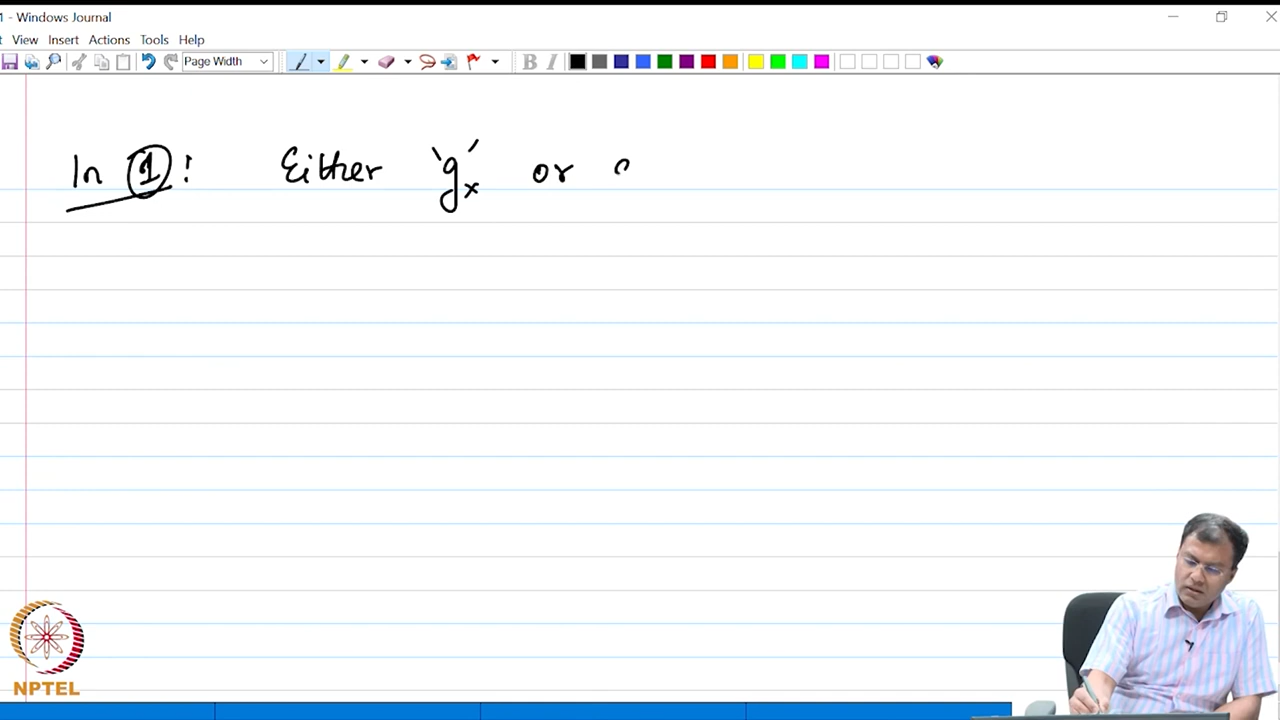 1 - Windows Journal
t View Insert Actions Tools Help
Page Width
B I
In ① : Either 'gₓ' or
NPTEL